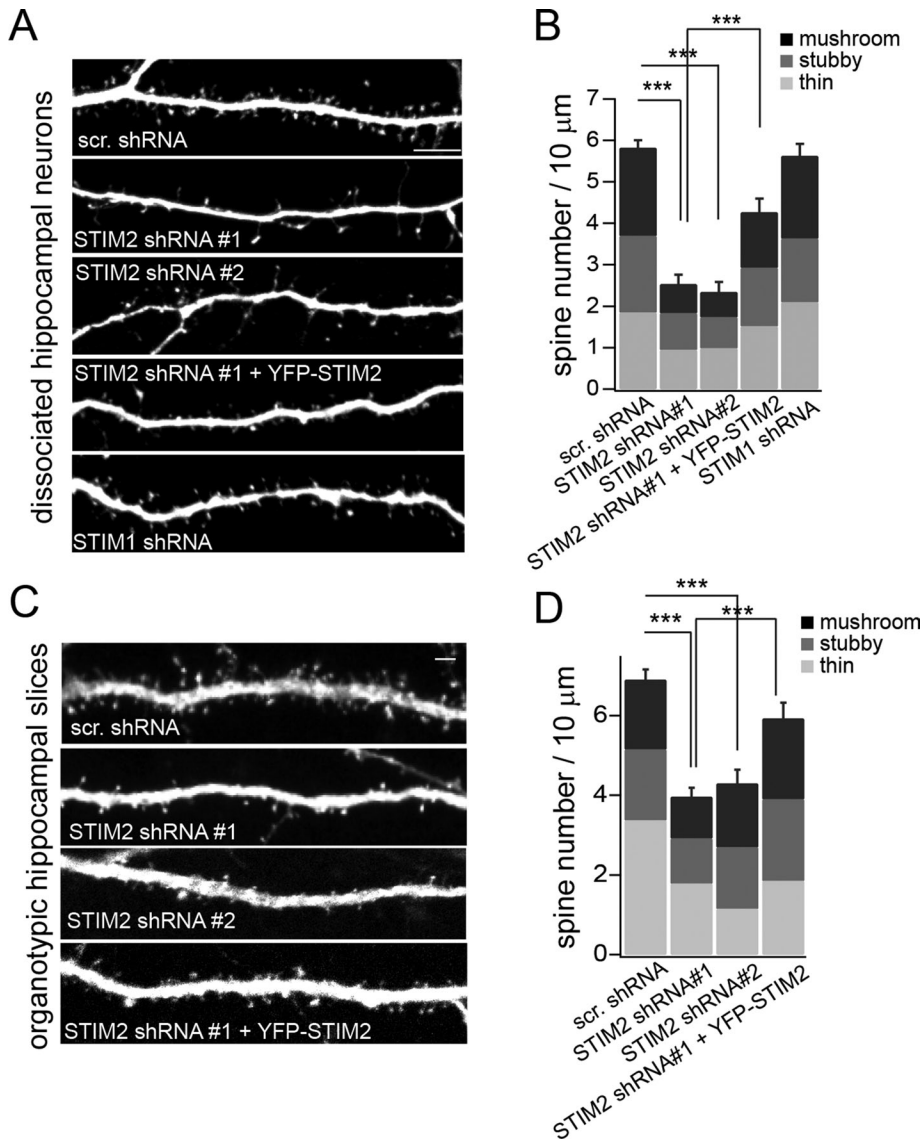 A
dissociated hippocampal neurons
scr. shRNA
STIM2 shRNA #1
STIM2 shRNA #2
STIM2 shRNA #1 + YFP-STIM2
STIM1 shRNA
B
mushroom
stubby
thin
***
***
***
spine number / 10 μm
7
6
5
4
3
2
1
0
scr. shRNA
STIM2 shRNA#1
STIM2 shRNA#2
STIM2 shRNA#1 + YFP-STIM2
STIM1 shRNA
C
organotypic hippocampal slices
scr. shRNA
STIM2 shRNA #1
STIM2 shRNA #2
STIM2 shRNA #1 + YFP-STIM2
D
mushroom
stubby
thin
***
***
***
spine number / 10 μm
6
4
2
0
scr. shRNA
STIM2 shRNA#1
STIM2 shRNA#2
STIM2 shRNA#1 + YFP-STIM2